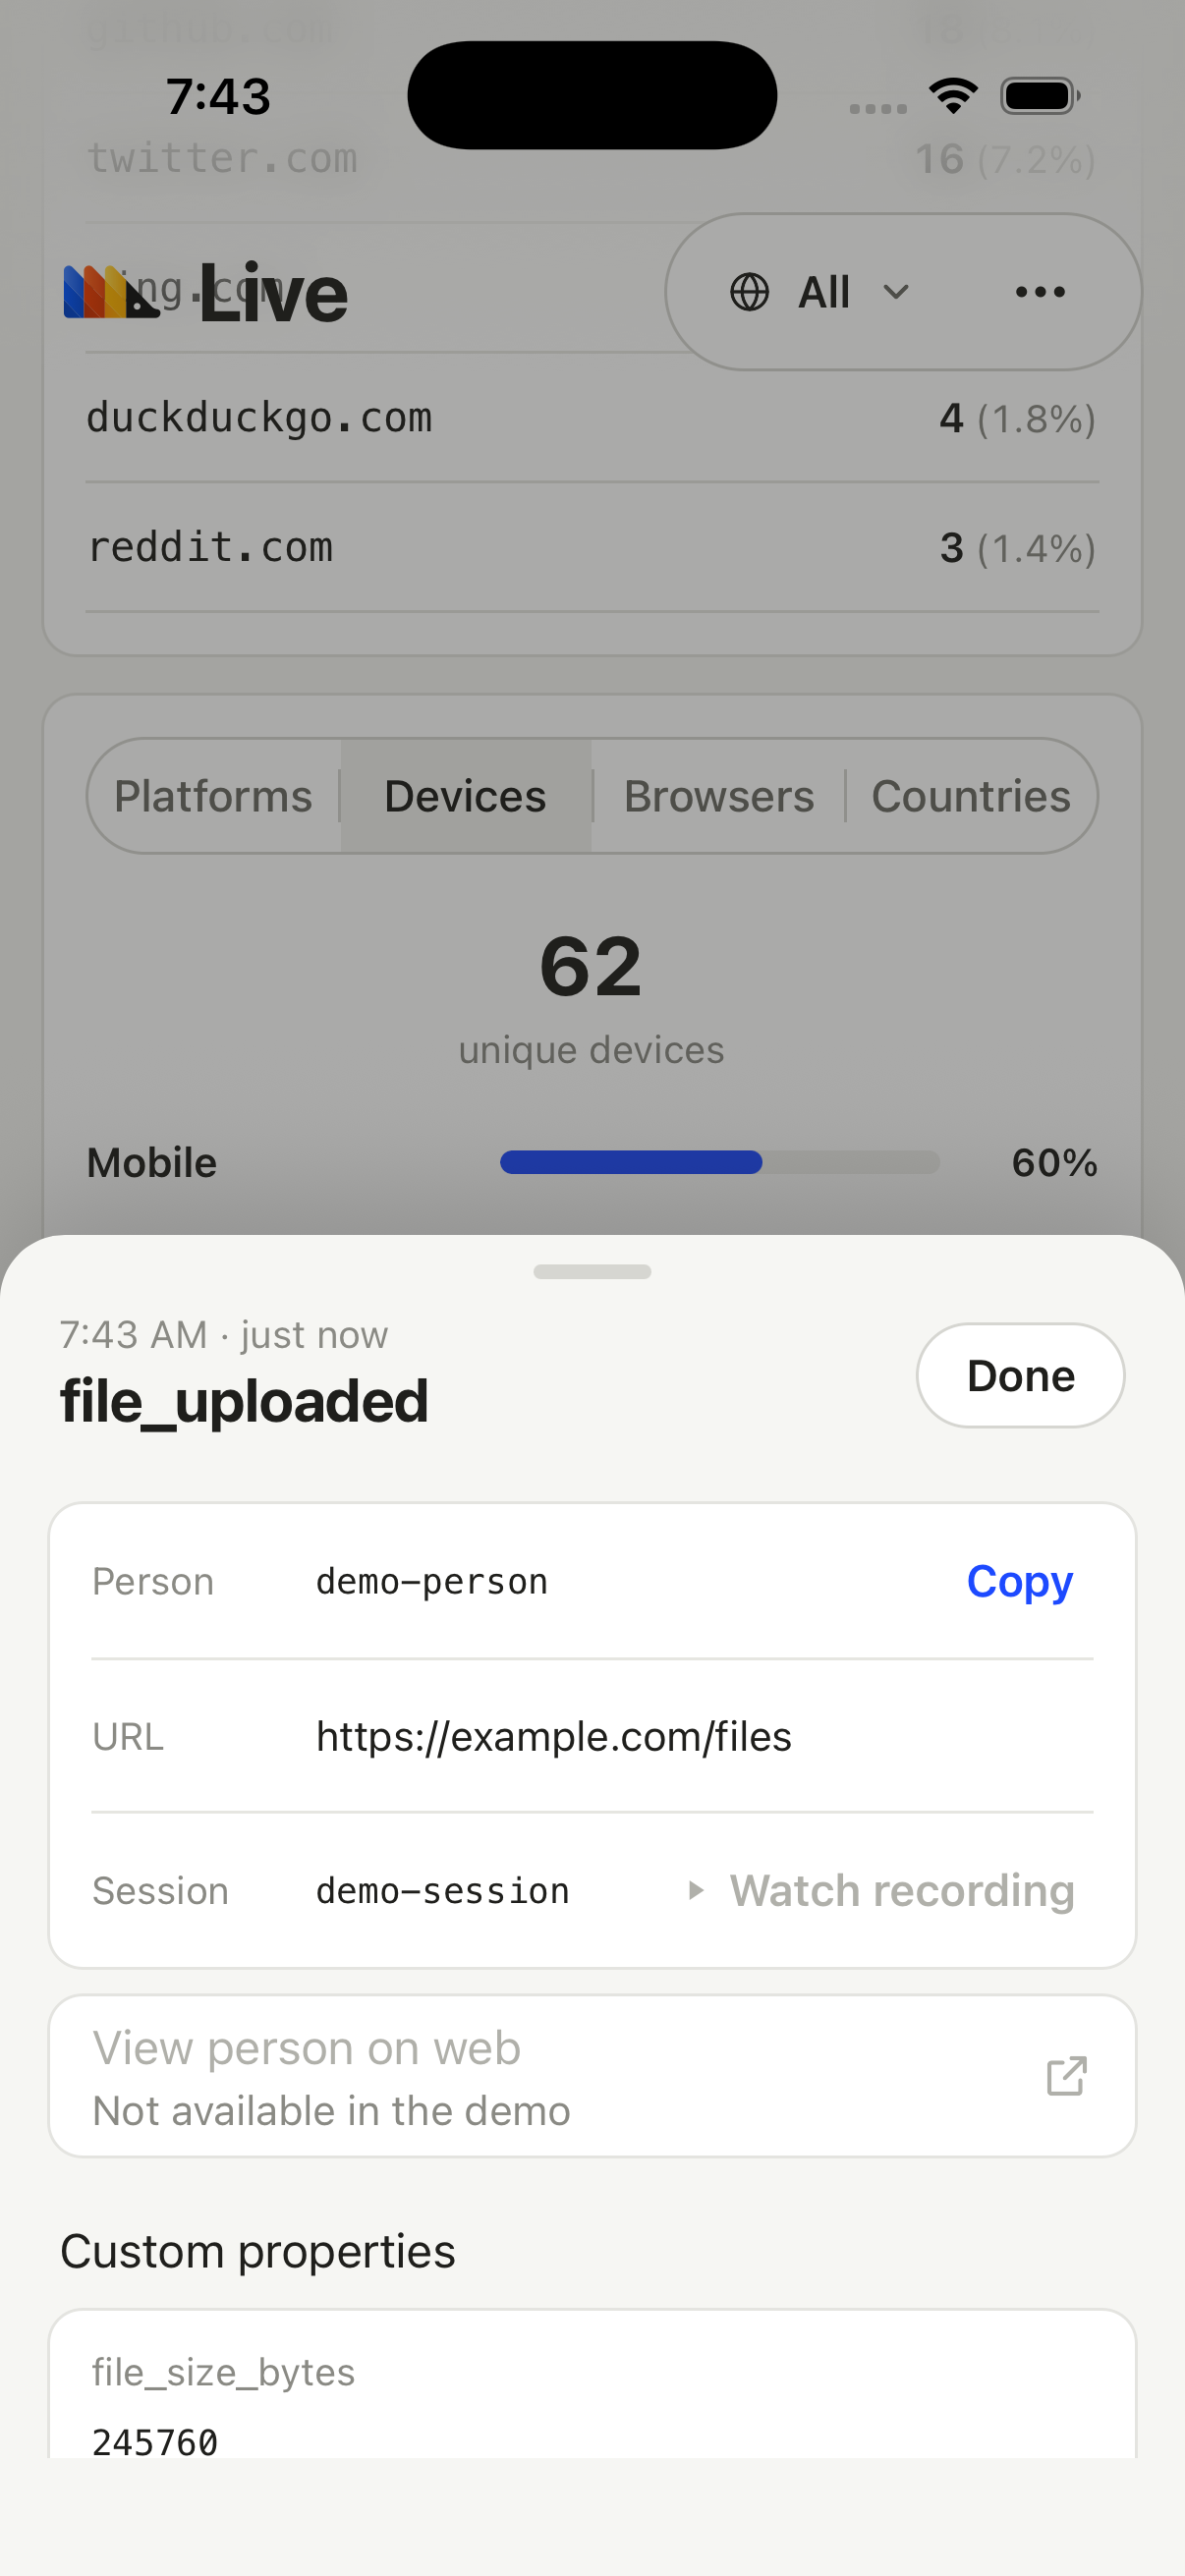 github.com 18
7:43
twitter.com 16 (7.2%)
Live All
duckduckgo.com 4 (1.8%)
reddit.com 3 (1.4%)
Platforms Devices Browsers Countries
62
unique devices
Mobile 60%
7:43 AM · just now
file_uploaded
Done
Person demo-person Copy
URL https://example.com/files
Session demo-session Watch recording
View person on web
Not available in the demo
Custom properties
file_size_bytes
245760